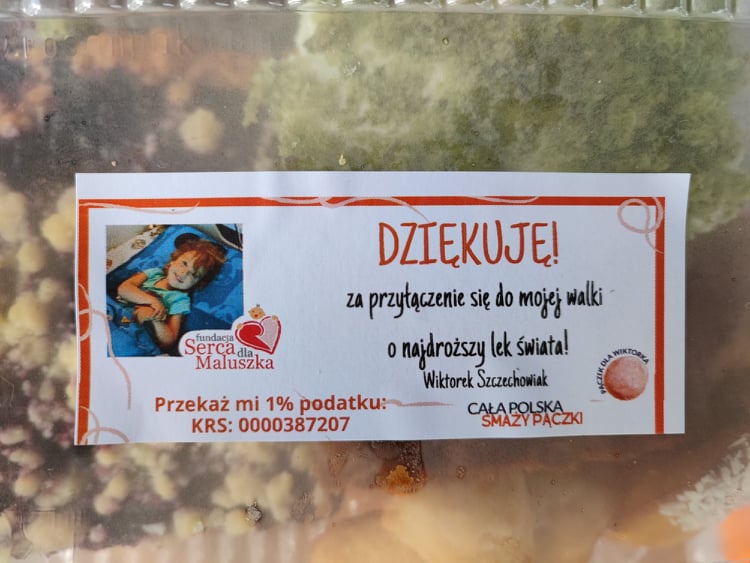 DZIĘKUJĘ!
za przyłączenie się do mojej walki
o najdroższy lek świata!
Wiktorek Szczechowiak
fundacja
Serca dla
Maluszka
Przekaż mi 1% podatku:
KRS: 0000387207
CAŁA POLSKA
SMAŻY PĄCZKI
PĄCZEK DLA WIKTORKA